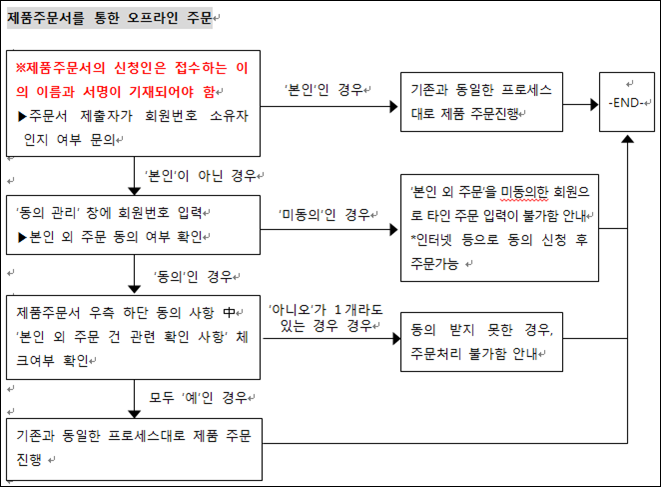 제품주문서를 통한 오프라인 주문
※제품주문서의 신청인은 접수하는 이
의 이름과 서명이 기재되어야 함
▶주문서 제출자가 회원번호 소유자
인지 여부 문의
'본인'인 경우
기존과 동일한 프로세스
대로 제품 주문진행
-END-
'본인'이 아닌 경우
'동의 관리' 창에 회원번호 입력
▶본인 외 주문 동의 여부 확인
'미동의'인 경우
'본인 외 주문'을 미동의한 회원으
로 타인 주문 입력이 불가함 안내
*인터넷 등으로 동의 신청 후
주문가능
'동의'인 경우
제품주문서 우측 하단 동의 사항 中
'본인 외 주문 건 관련 확인 사항' 체
크여부 확인
'아니오'가 1개라도
있는 경우 경우
동의 받지 못한 경우,
주문처리 불가함 안내
모두 '예'인 경우
기존과 동일한 프로세스대로 제품 주문
진행